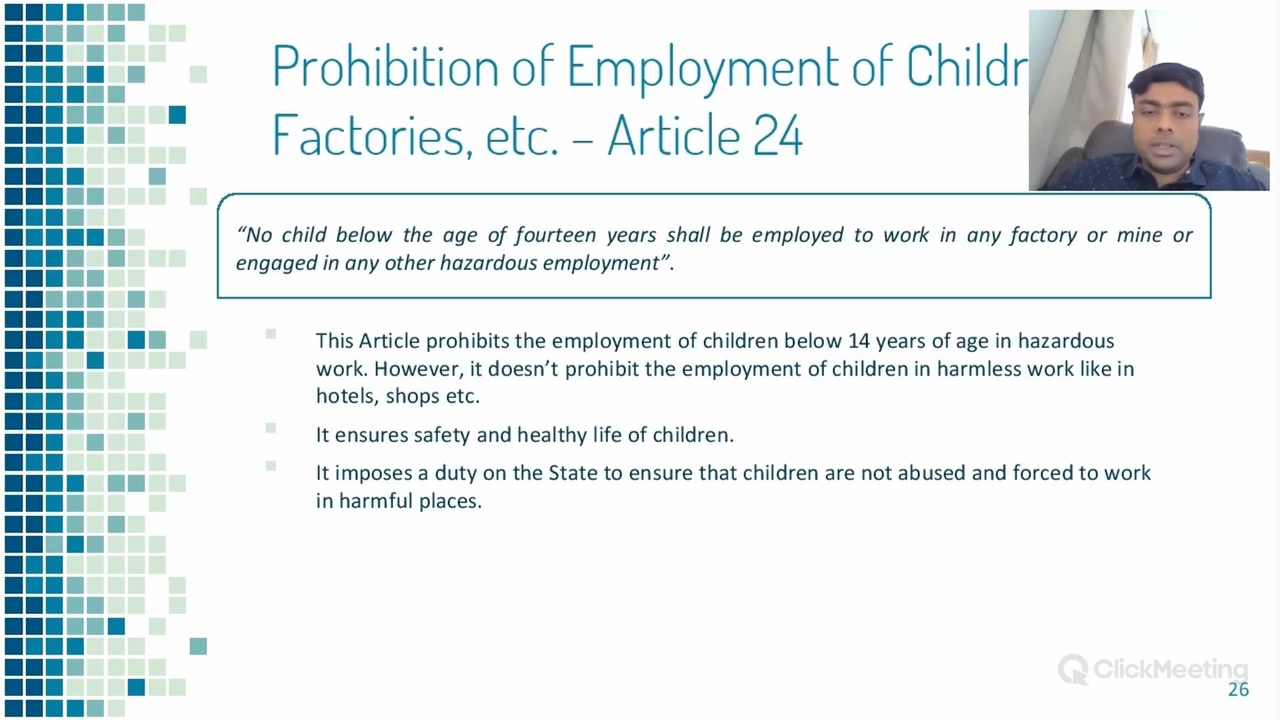 Prohibition of Employment of Childr
Factories, etc. – Article 24
“No child below the age of fourteen years shall be employed to work in any factory or mine or
engaged in any other hazardous employment”.
This Article prohibits the employment of children below 14 years of age in hazardous
work. However, it doesn’t prohibit the employment of children in harmless work like in
hotels, shops etc.
It ensures safety and healthy life of children.
It imposes a duty on the State to ensure that children are not abused and forced to work
in harmful places.
ClickMeeting
26